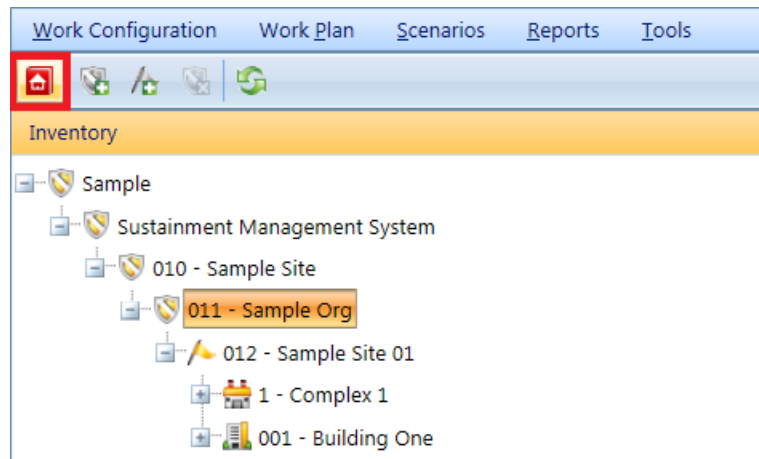 Work Configuration Work Plan Scenarios Reports Tools
Inventory
Sample
Sustainment Management System
010 - Sample Site
011 - Sample Org
012 - Sample Site 01
1 - Complex 1
001 - Building One